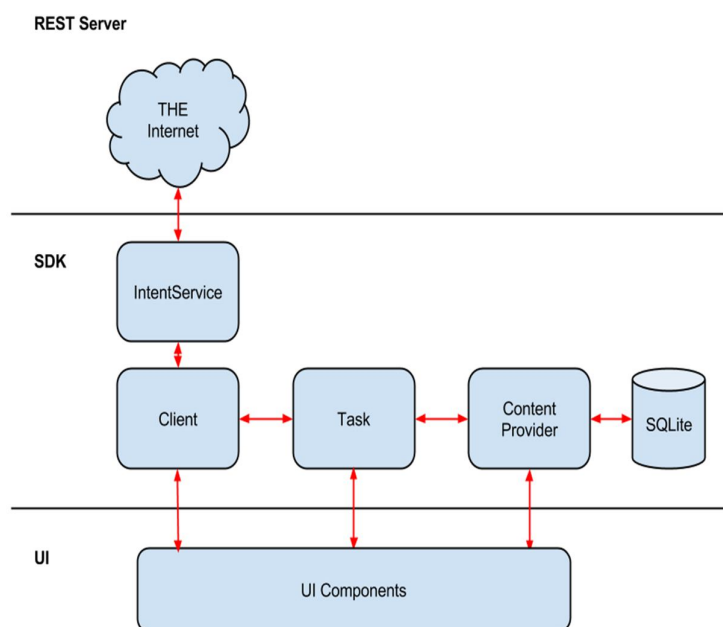 REST Server
THE
Internet
SDK
IntentService
Client
Task
Content
Provider
SQLite
UI
UI Components